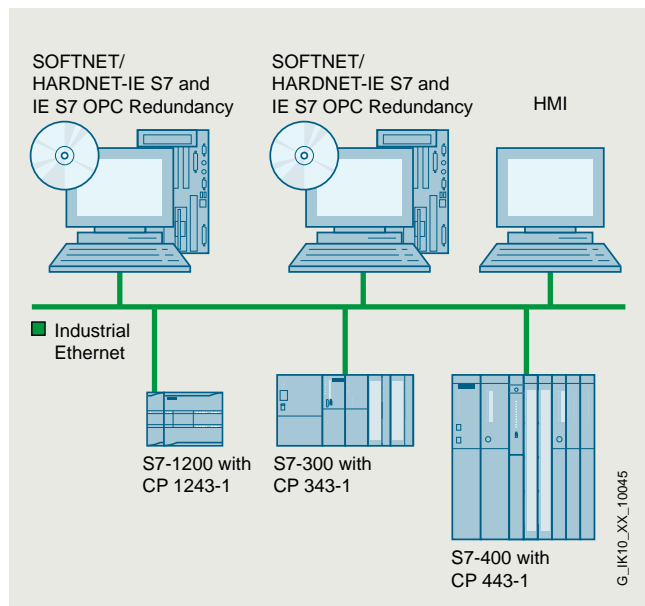 SOFTNET/
HARDNET-IE S7 and
IE S7 OPC Redundancy
SOFTNET/
HARDNET-IE S7 and
IE S7 OPC Redundancy
HMI
Industrial
Ethernet
S7-1200 with
CP 1243-1
S7-300 with
CP 343-1
S7-400 with
CP 443-1
G_IK10_XX_10045